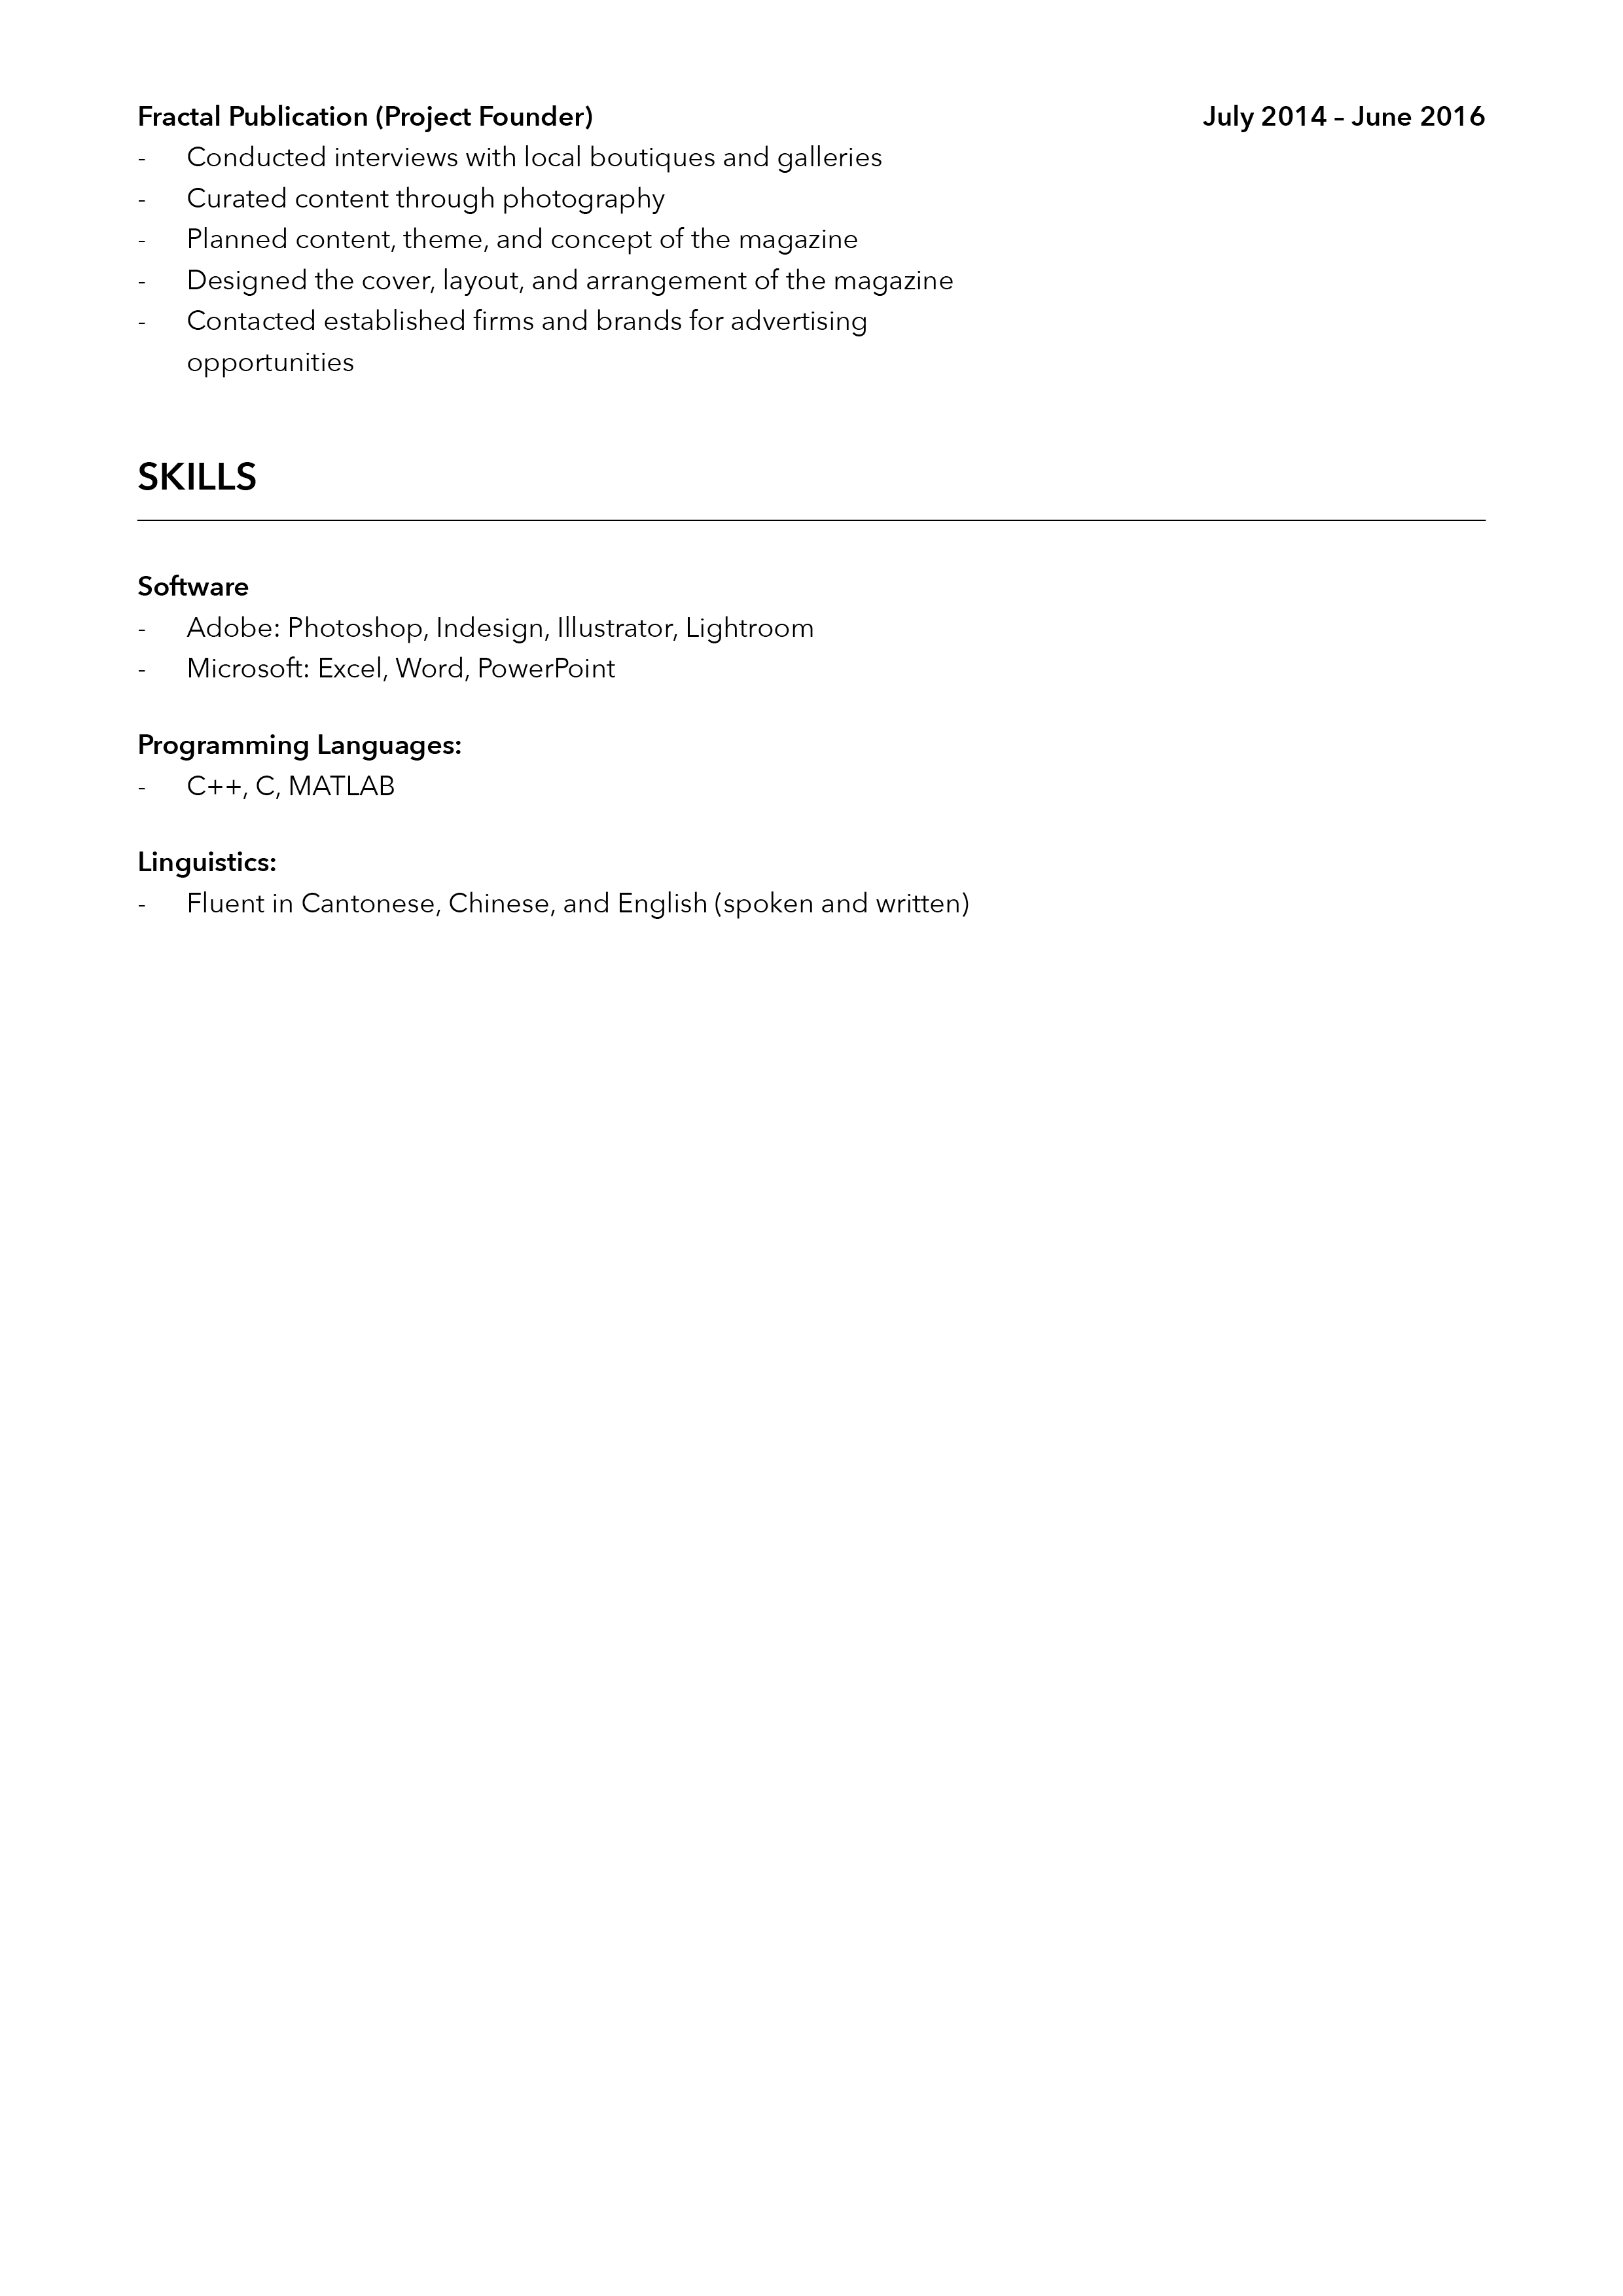 Fractal Publication (Project Founder) July 2014 – June 2016
- Conducted interviews with local boutiques and galleries
- Curated content through photography
- Planned content, theme, and concept of the magazine
- Designed the cover, layout, and arrangement of the magazine
- Contacted established firms and brands for advertising
opportunities
SKILLS
Software
- Adobe: Photoshop, Indesign, Illustrator, Lightroom
- Microsoft: Excel, Word, PowerPoint
Programming Languages:
- C++, C, MATLAB
Linguistics:
- Fluent in Cantonese, Chinese, and English (spoken and written)